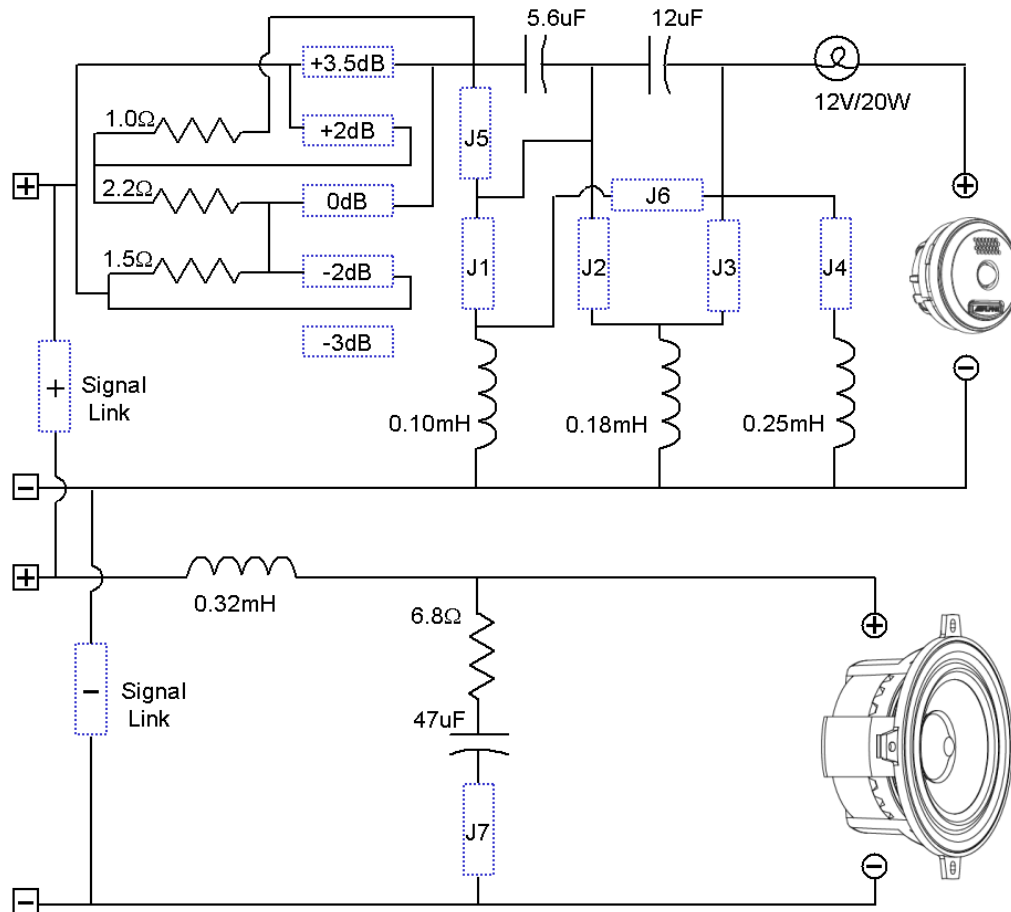 5.6uF
12uF
+3.5dB
12V/20W
1.0Ω
+2dB
J5
+
+
2.2Ω
0dB
J6
1.5Ω
-2dB
J1
J2
J3
J4
-3dB
+
Signal
Link
-
0.10mH
0.18mH
0.25mH
-
+
0.32mH
6.8Ω
+
-
Signal
Link
47uF
J7
-
-